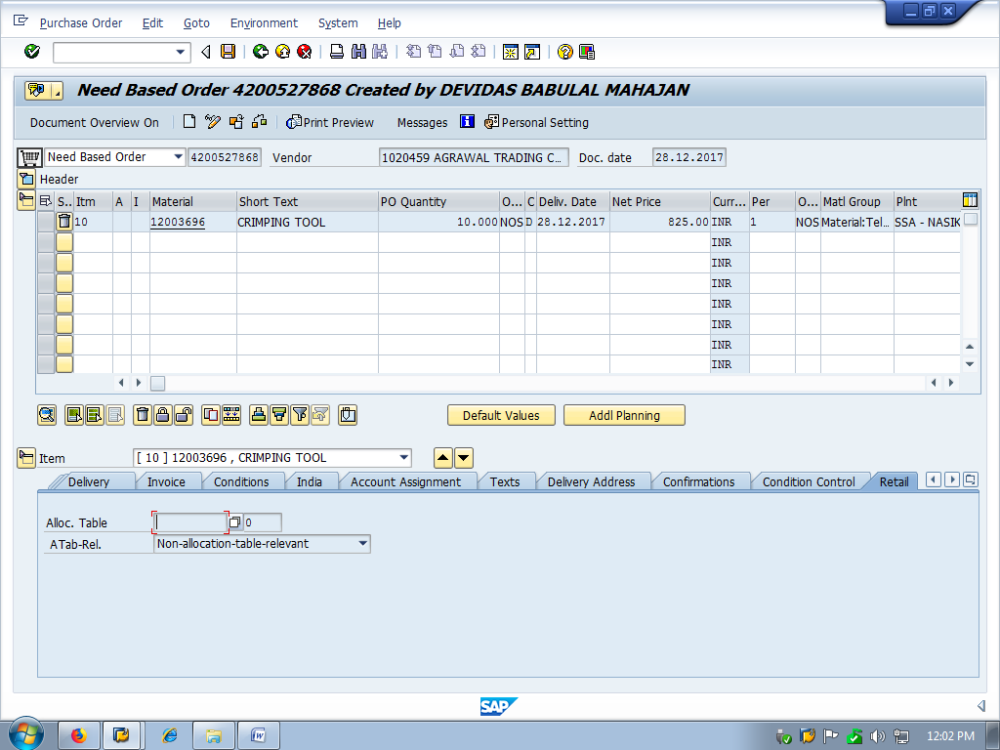 Purchase Order Edit Goto Environment System Help
Need Based Order 4200527868 Created by DEVIDAS BABULAL MAHAJAN
Document Overview On Print Preview Messages Personal Setting
Need Based Order 4200527868 Vendor 1020459 AGRAWAL TRADING C... Doc. date 28.12.2017
Header
S.. Itm A I Material Short Text PO Quantity O... C Deliv. Date Net Price Curr... Per O... Matl Group Plnt
10 12003696 CRIMPING TOOL 10.000 NOS D 28.12.2017 825.00 INR 1 NOS Material:Tel... SSA - NASIK
INR
INR
INR
INR
INR
INR
INR
Default Values Addl Planning
Item [ 10 ] 12003696 , CRIMPING TOOL
Delivery Invoice Conditions India Account Assignment Texts Delivery Address Confirmations Condition Control Retail
Alloc. Table 0
ATab-Rel. Non-allocation-table-relevant
SAP
12:02 PM